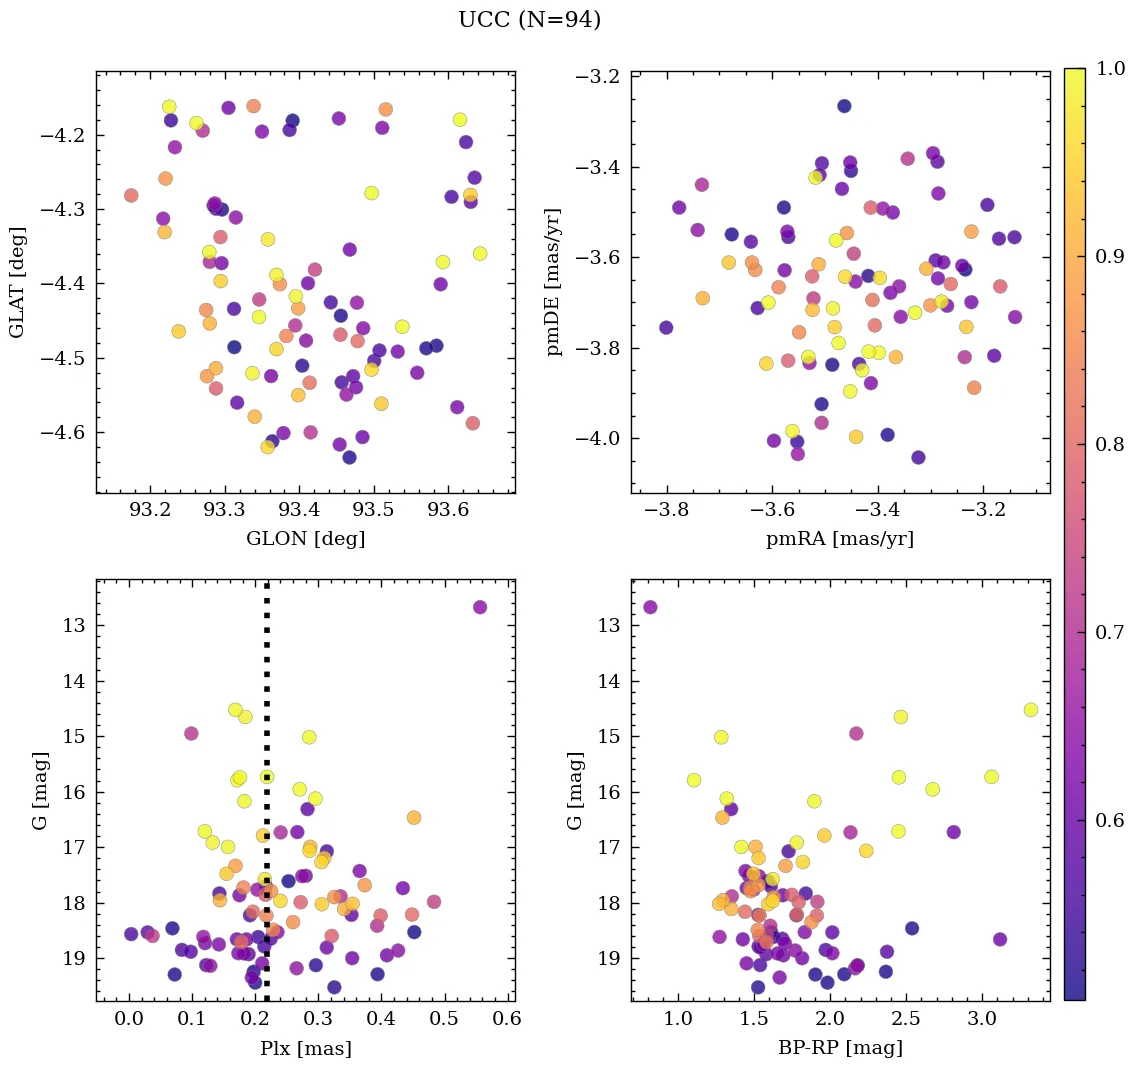 UCC (N=94)
−4.2
−4.3
−4.4
−4.5
−4.6
GLAT [deg]
93.2 93.3 93.4 93.5 93.6
GLON [deg]
−3.2
−3.4
−3.6
−3.8
−4.0
pmDE [mas/yr]
−3.8 −3.6 −3.4 −3.2
pmRA [mas/yr]
13
14
15
16
17
18
19
G [mag]
0.0 0.1 0.2 0.3 0.4 0.5 0.6
Plx [mas]
13
14
15
16
17
18
19
G [mag]
1.0 1.5 2.0 2.5 3.0
BP-RP [mag]
1.0
0.9
0.8
0.7
0.6